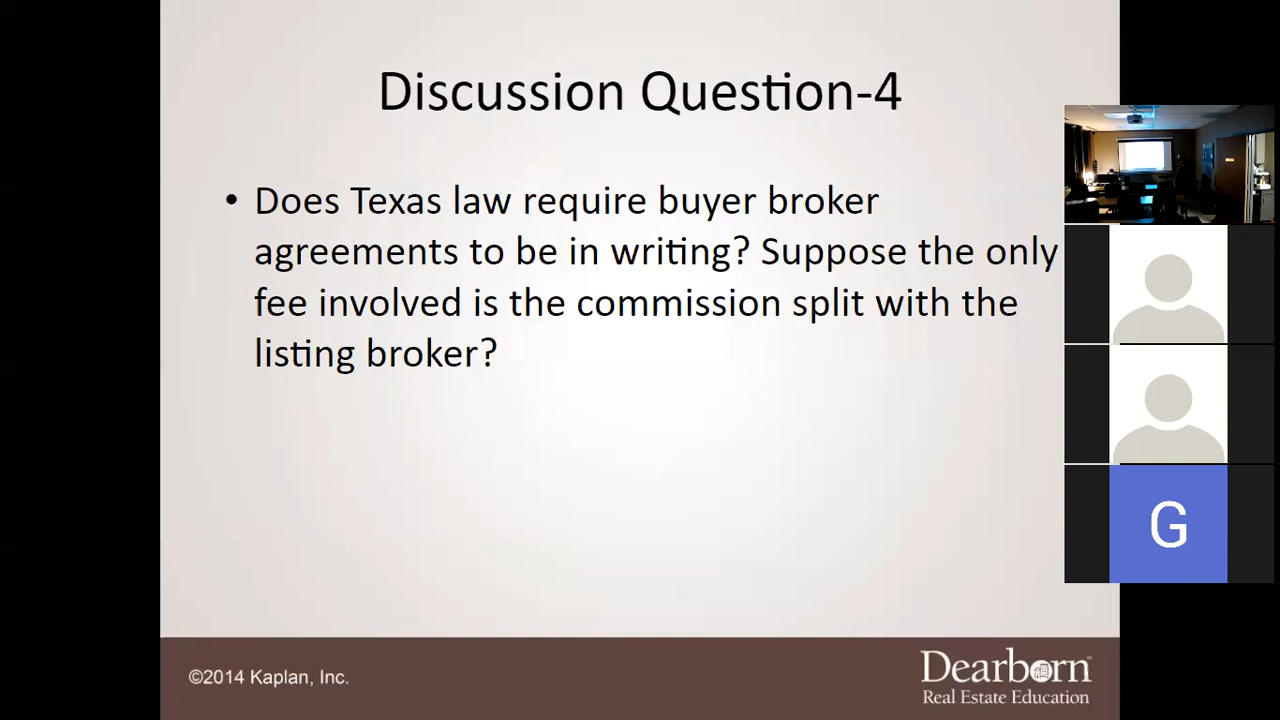 Discussion Question-4
• Does Texas law require buyer broker
agreements to be in writing? Suppose the only
fee involved is the commission split with the
listing broker?
G
©2014 Kaplan, Inc.
Dearborn™
Real Estate Education